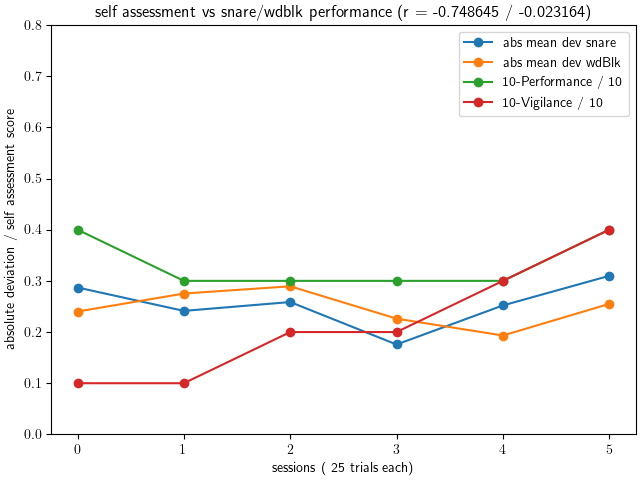 self assessment vs snare/wdblk performance (r = -0.748645 / -0.023164)
abs mean dev snare
abs mean dev wdBlk
10-Performance / 10
10-Vigilance / 10
absolute deviation / self assessment score
0.8
0.7
0.6
0.5
0.4
0.3
0.2
0.1
0.0
0 1 2 3 4 5
sessions ( 25 trials each)